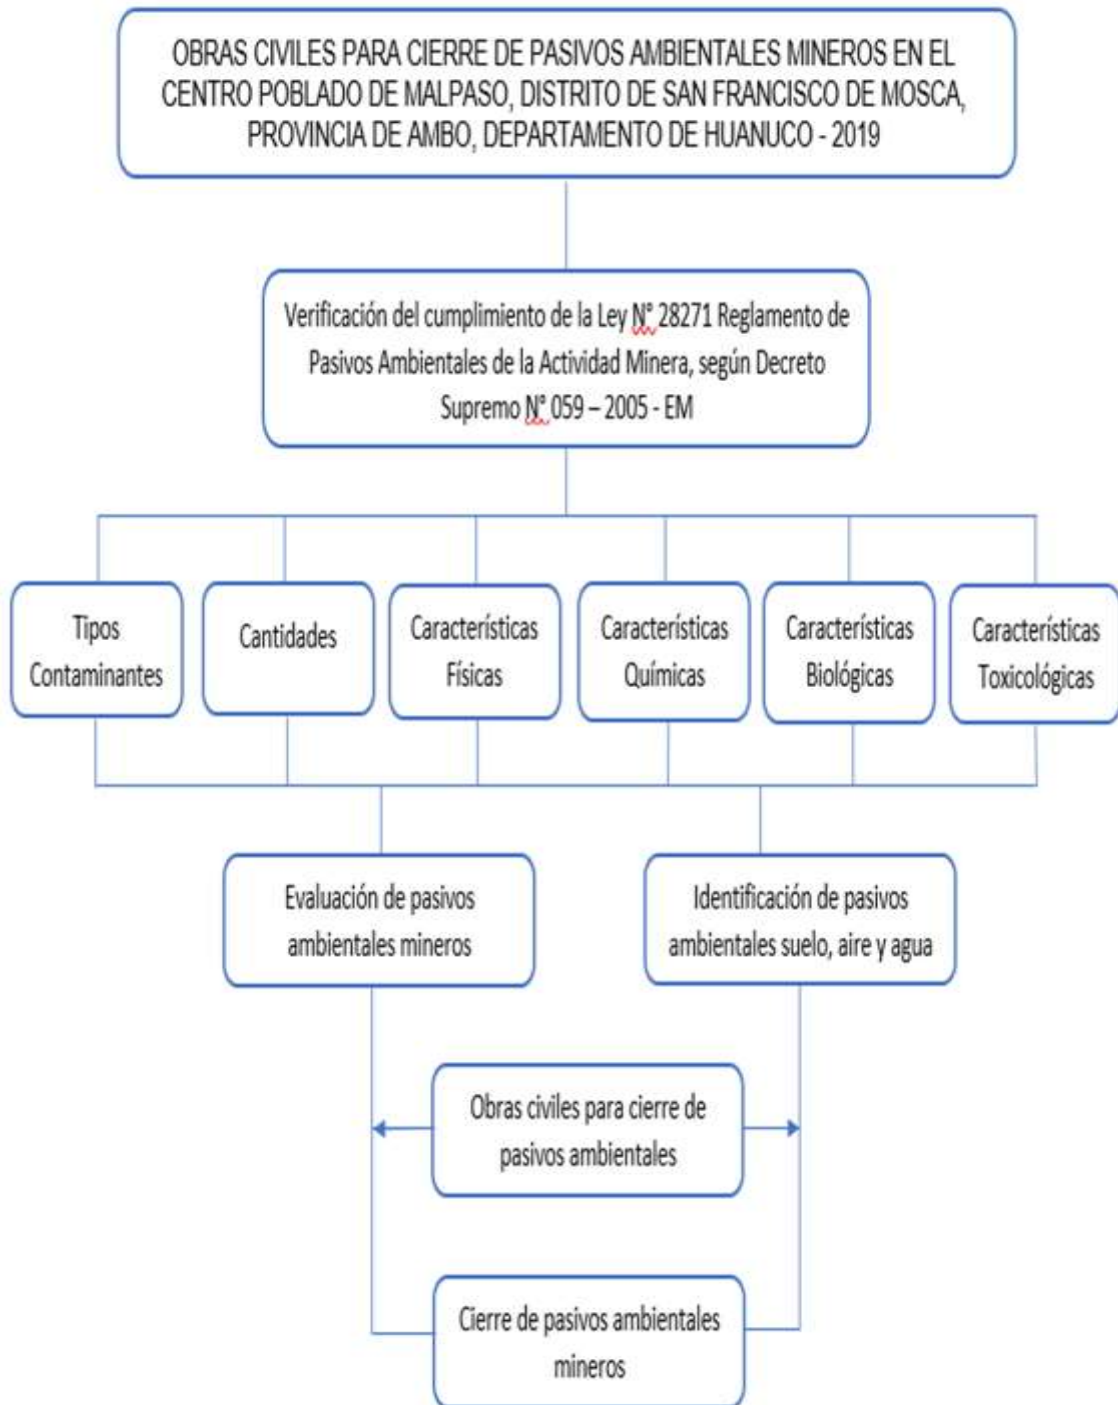 OBRAS CIVILES PARA CIERRE DE PASIVOS AMBIENTALES MINEROS EN EL
CENTRO POBLADO DE MALPASO, DISTRITO DE SAN FRANCISCO DE MOSCA,
PROVINCIA DE AMBO, DEPARTAMENTO DE HUANUCO - 2019
Verificación del cumplimiento de la Ley N° 28271 Reglamento de
Pasivos Ambientales de la Actividad Minera, según Decreto
Supremo N° 059 – 2005 - EM
Tipos
Contaminantes
Cantidades
Características
Físicas
Características
Químicas
Características
Biológicas
Características
Toxicológicas
Evaluación de pasivos
ambientales mineros
Identificación de pasivos
ambientales suelo, aire y agua
Obras civiles para cierre de
pasivos ambientales
Cierre de pasivos ambientales
mineros